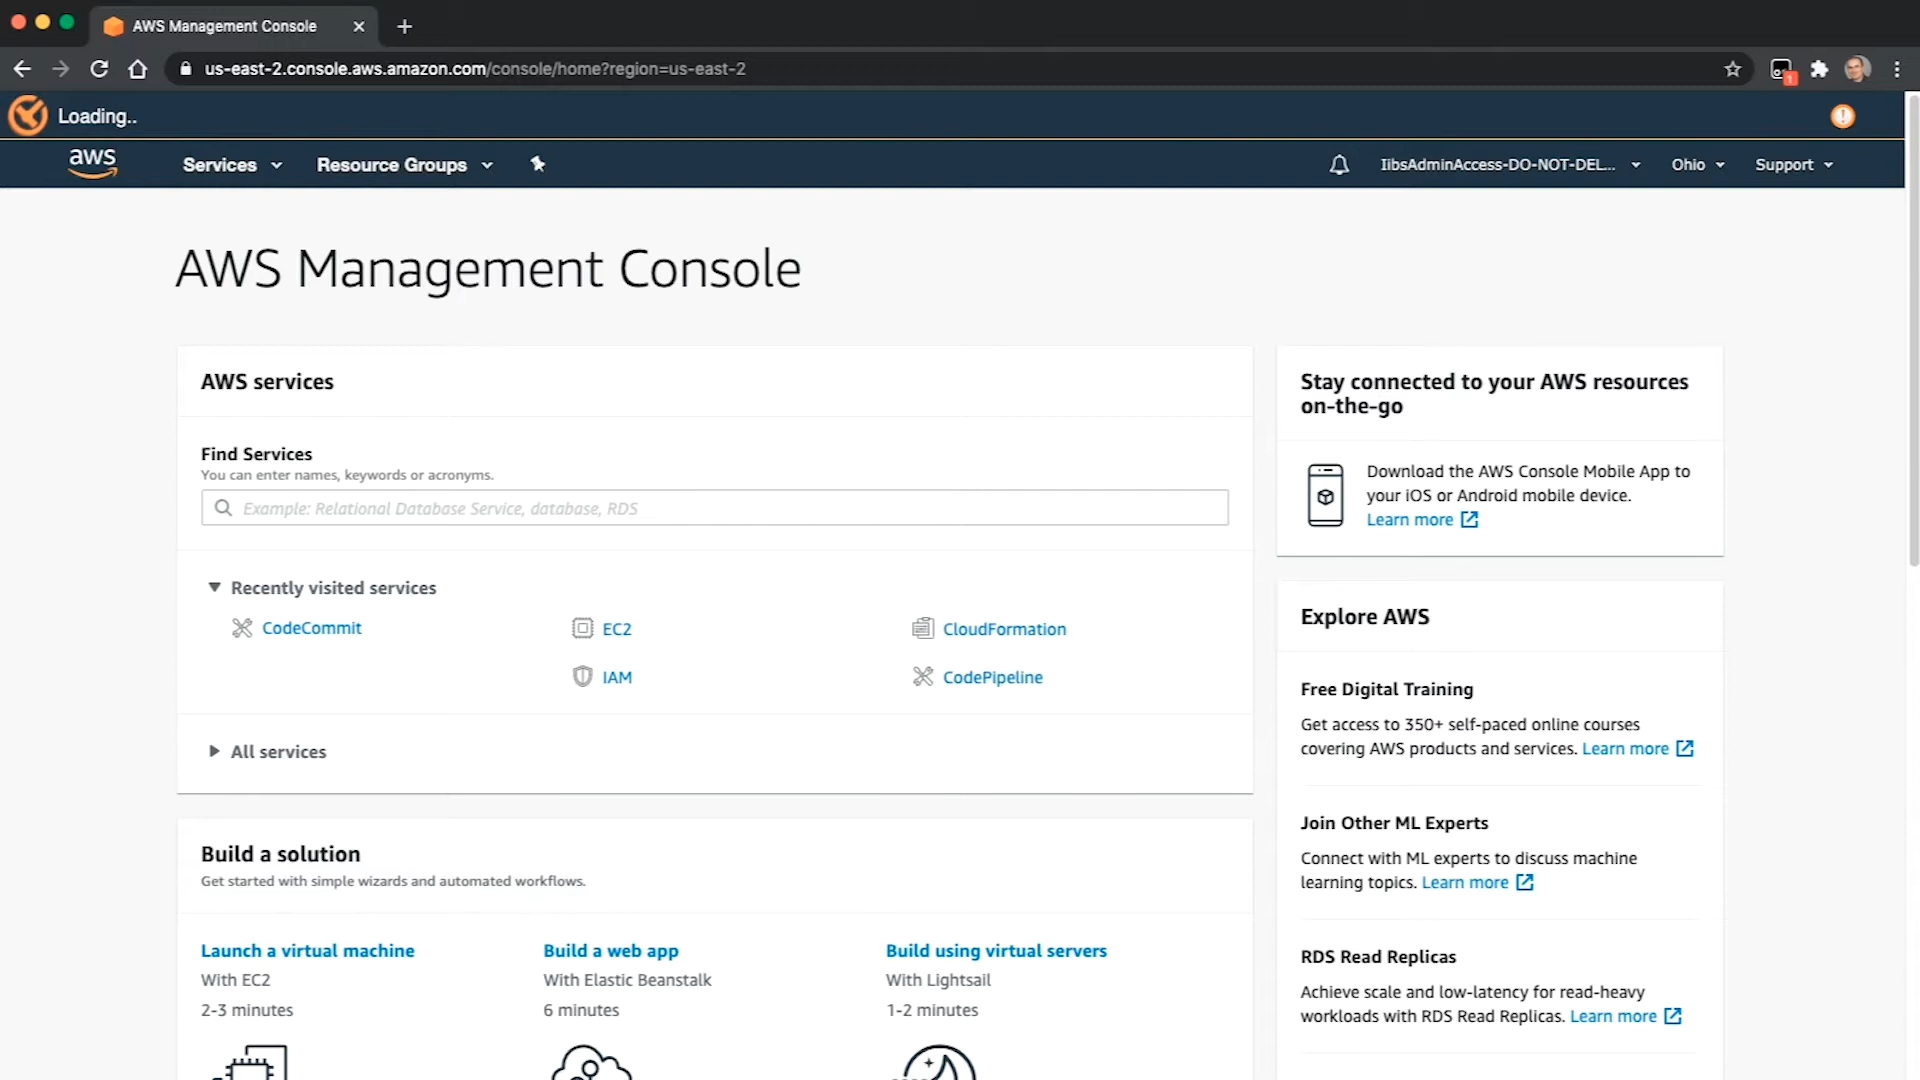 AWS Management Console
us-east-2.console.aws.amazon.com/console/home?region=us-east-2
1
Loading..
aws
Services
Resource Groups
IibsAdminAccess-DO-NOT-DEL...
Ohio
Support
AWS Management Console
AWS services
Find Services
You can enter names, keywords or acronyms.
Example: Relational Database Service, database, RDS
Recently visited services
CodeCommit
EC2
CloudFormation
IAM
CodePipeline
All services
Build a solution
Get started with simple wizards and automated workflows.
Launch a virtual machine
With EC2
2-3 minutes
Build a web app
With Elastic Beanstalk
6 minutes
Build using virtual servers
With Lightsail
1-2 minutes
Stay connected to your AWS resources
on-the-go
Download the AWS Console Mobile App to
your iOS or Android mobile device.
Learn more
Explore AWS
Free Digital Training
Get access to 350+ self-paced online courses
covering AWS products and services. Learn more
Join Other ML Experts
Connect with ML experts to discuss machine
learning topics. Learn more
RDS Read Replicas
Achieve scale and low-latency for read-heavy
workloads with RDS Read Replicas. Learn more